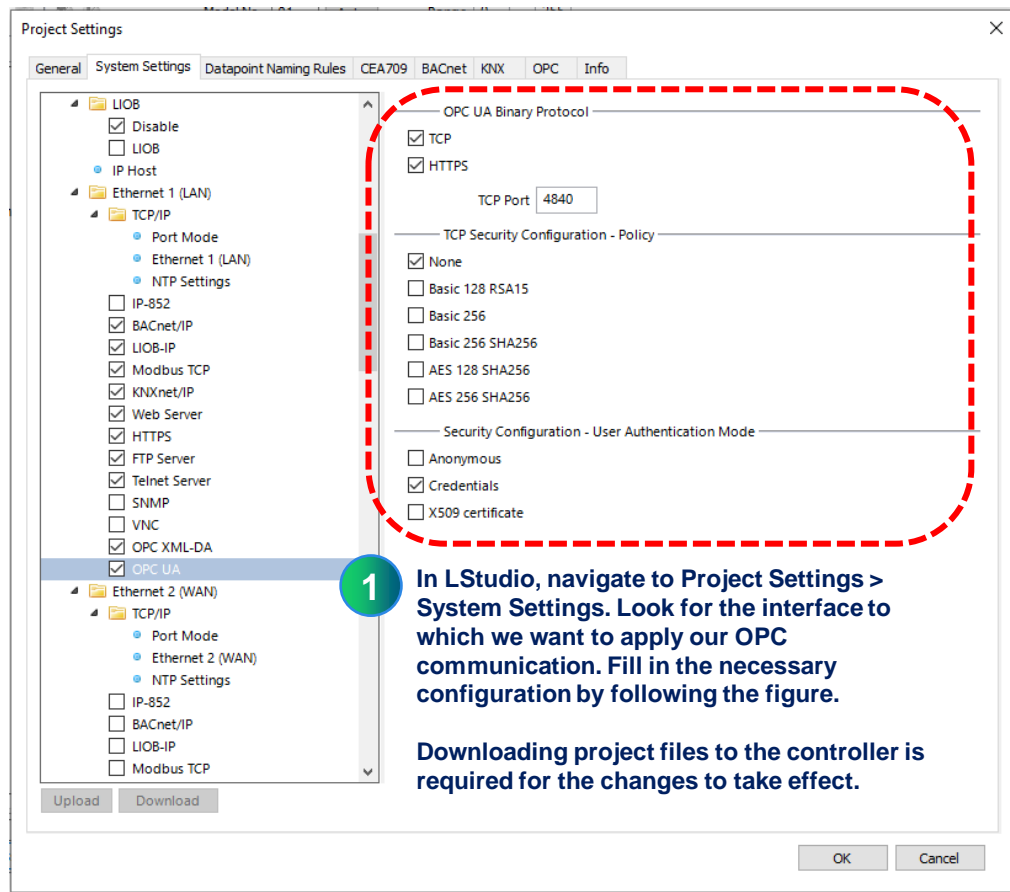 Project Settings
General System Settings Datapoint Naming Rules CEA709 BACnet KNX OPC Info
LIOB
Disable
LIOB
IP Host
Ethernet 1 (LAN)
TCP/IP
Port Mode
Ethernet 1 (LAN)
NTP Settings
IP-852
BACnet/IP
LIOB-IP
Modbus TCP
KNXnet/IP
Web Server
HTTPS
FTP Server
Telnet Server
SNMP
VNC
OPC XML-DA
OPC UA
Ethernet 2 (WAN)
TCP/IP
Port Mode
Ethernet 2 (WAN)
NTP Settings
IP-852
BACnet/IP
LIOB-IP
Modbus TCP
Upload Download
OPC UA Binary Protocol
TCP
HTTPS
TCP Port 4840
TCP Security Configuration - Policy
None
Basic 128 RSA15
Basic 256
Basic 256 SHA256
AES 128 SHA256
AES 256 SHA256
Security Configuration - User Authentication Mode
Anonymous
Credentials
X509 certificate
1
In LStudio, navigate to Project Settings >
System Settings. Look for the interface to
which we want to apply our OPC
communication. Fill in the necessary
configuration by following the figure.
Downloading project files to the controller is
required for the changes to take effect.
OK Cancel